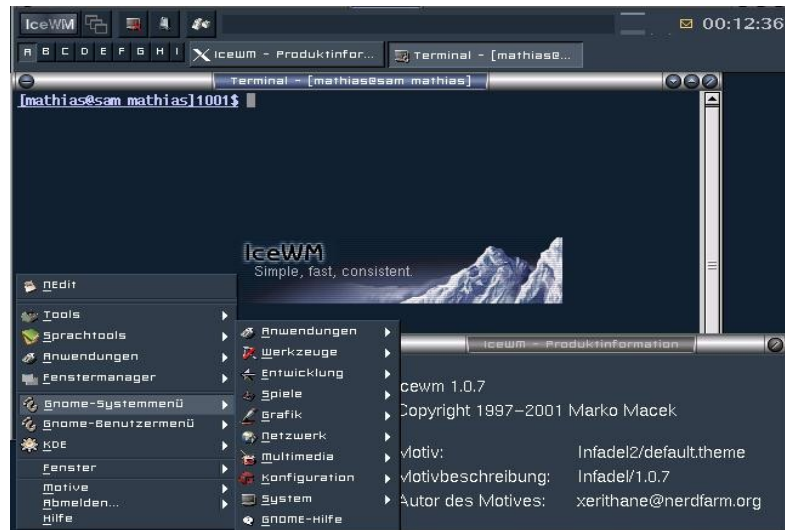 IceWM
00:12:36
A B C D E F G H I
icewm - Produktinfor...
Terminal - [mathias@...
Terminal - [mathias@sam mathias]
[mathias@sam mathias]1001$
IceWM
Simple, fast, consistent.
nEdit
Tools
Sprachtools
Anwendungen
Fenstermanager
Gnome-Systemmenü
Gnome-Benutzermenü
KDE
Fenster
Motive
Abmelden...
Hilfe
Anwendungen
Werkzeuge
Entwicklung
Spiele
Grafik
Netzwerk
Multimedia
Konfiguration
System
Gnome-Hilfe
icewm - Produktinformation
cewm 1.0.7
Copyright 1997-2001 Marko Macek
Motiv: Infadel2/default.theme
Motivbeschreibung: Infadel/1.0.7
Autor des Motives: xerithane@nerdfarm.org